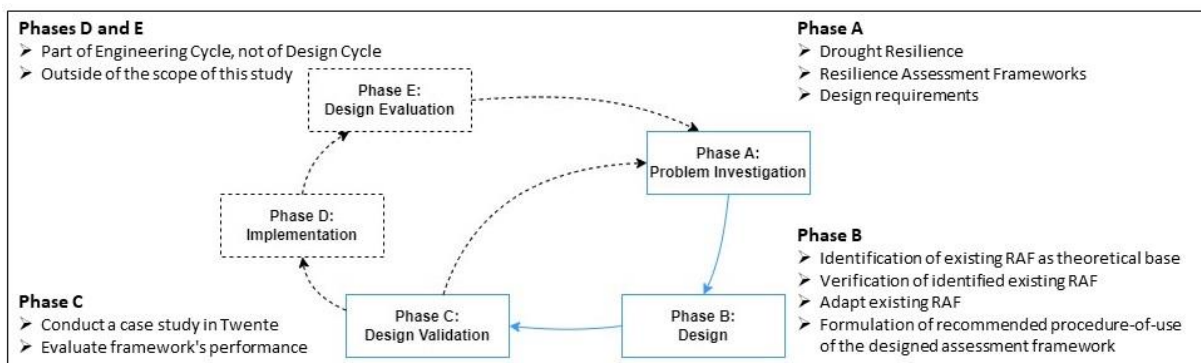 Phases D and E
➢ Part of Engineering Cycle, not of Design Cycle
➢ Outside of the scope of this study
Phase A
➢ Drought Resilience
➢ Resilience Assessment Frameworks
➢ Design requirements
Phase E:
Design Evaluation
Phase A:
Problem Investigation
Phase D:
Implementation
Phase B
➢ Identification of existing RAF as theoretical base
➢ Verification of identified existing RAF
➢ Adapt existing RAF
➢ Formulation of recommended procedure-of-use
of the designed assessment framework
Phase C
➢ Conduct a case study in Twente
➢ Evaluate framework's performance
Phase C:
Design Validation
Phase B:
Design